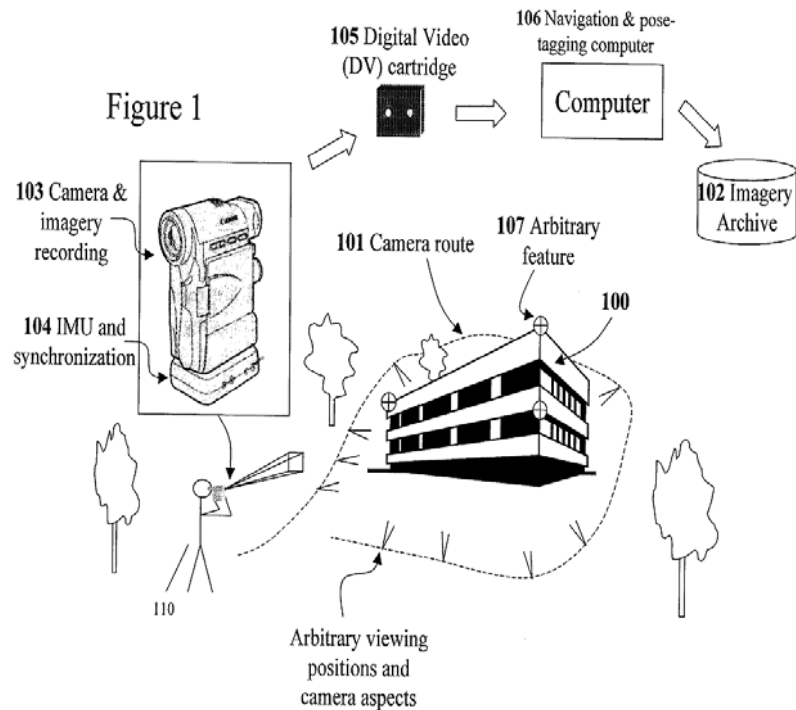 106 Navigation & pose-
tagging computer
105 Digital Video
(DV) cartridge
Computer
Figure 1
103 Camera &
imagery
recording
Canon
102 Imagery
Archive
107 Arbitrary
feature
101 Camera route
100
104 IMU and
synchronization
110
Arbitrary viewing
positions and
camera aspects